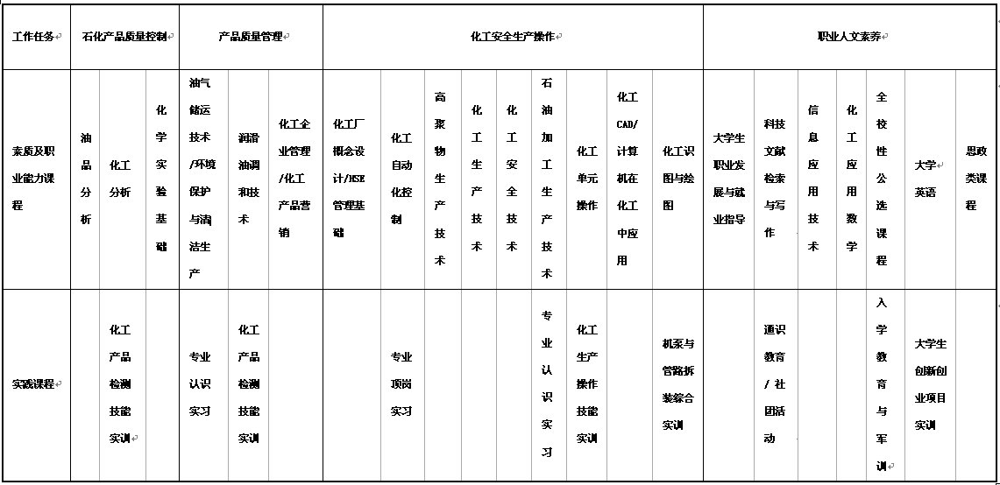 工作任务
石化产品质量控制
产品质量管理
化工安全生产操作
职业人文素养
素质及职
业能力课
程
油品分析
化工
分析
化学实验基础
油气
储运
技术
/环境
保护
与清
洁生
产
润滑
油调
和技
术
化工企
业管理
/化工
产品营
销
化工厂
概念设
计/HSE
管理基
础
化工
自动
化控
制
高聚物生产技术
化工生产技术
化工安全技术
石油加工生产技术
化工
单元
操作
化工
CAD/
计算
机在
化工
中应
用
化工识
图与绘
图
大学生
职业发
展与就
业指导
科技
文献
检索
与写
作
信息应用技术
化工应用数学
全校性公选课程
大学
英语
思政
类课
程
实践课程
化工
产品
检测
技能
实训
专业
认识
实习
化工
产品
检测
技能
实训
专业
顶岗
实习
专业认识实习
化工
生产
操作
技能
实训
机泵与
管路拆
装综合
实训
通识
教育
/ 社
团活
动
入学教育与军训
大学生
创新创
业项目
实训